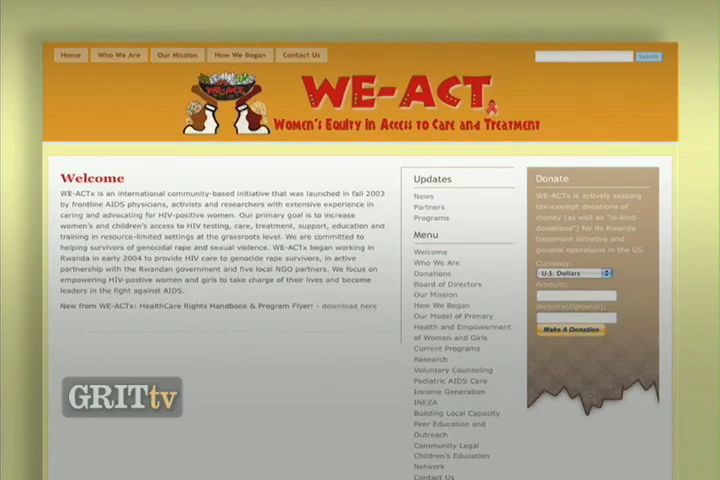 Home Who We Are Our Mission How We Began Contact Us Search
WE-ACT
WE-ACTx
Women's Equity in Access to Care and Treatment
Welcome
WE-ACTx is an international community-based initiative that was launched in fall 2003
by frontline AIDS physicians, activists and researchers with extensive experience in
caring and advocating for HIV-positive women. Our primary goal is to increase
women's and children's access to HIV testing, care, treatment, support, education and
training in resource-limited settings at the grassroots level. We are committed to
helping survivors of genocidal rape and sexual violence. WE-ACTx began working in
Rwanda in early 2004 to provide HIV care to genocide rape survivors, in active
partnership with the Rwandan government and five local NGO partners. We focus on
empowering HIV-positive women and girls to take charge of their lives and become
leaders in the fight against AIDS.
New from WE-ACTx: HealthCare Rights Handbook & Program Flyer! – download here
Updates
News
Partners
Programs
Menu
Welcome
Who We Are
Donations
Board of Directors
Our Mission
How We Began
Our Model of Primary
Health and Empowerment
of Women and Girls
Current Programs
Research
Voluntary Counseling
Pediatric AIDS Care
Income Generation
INEZA
Building Local Capacity
Peer Education and
Outreach
Community Legal
Children's Education
Network
Contact Us
Donate
WE-ACTx is actively seeking
tax-exempt donations of
money (as well as "in-kind
donations") for its Rwanda
treatment initiative and
general operations in the US.
Currency:
U.S. Dollars
Amount:
Website(Optional):
Make A Donation
GRITtv